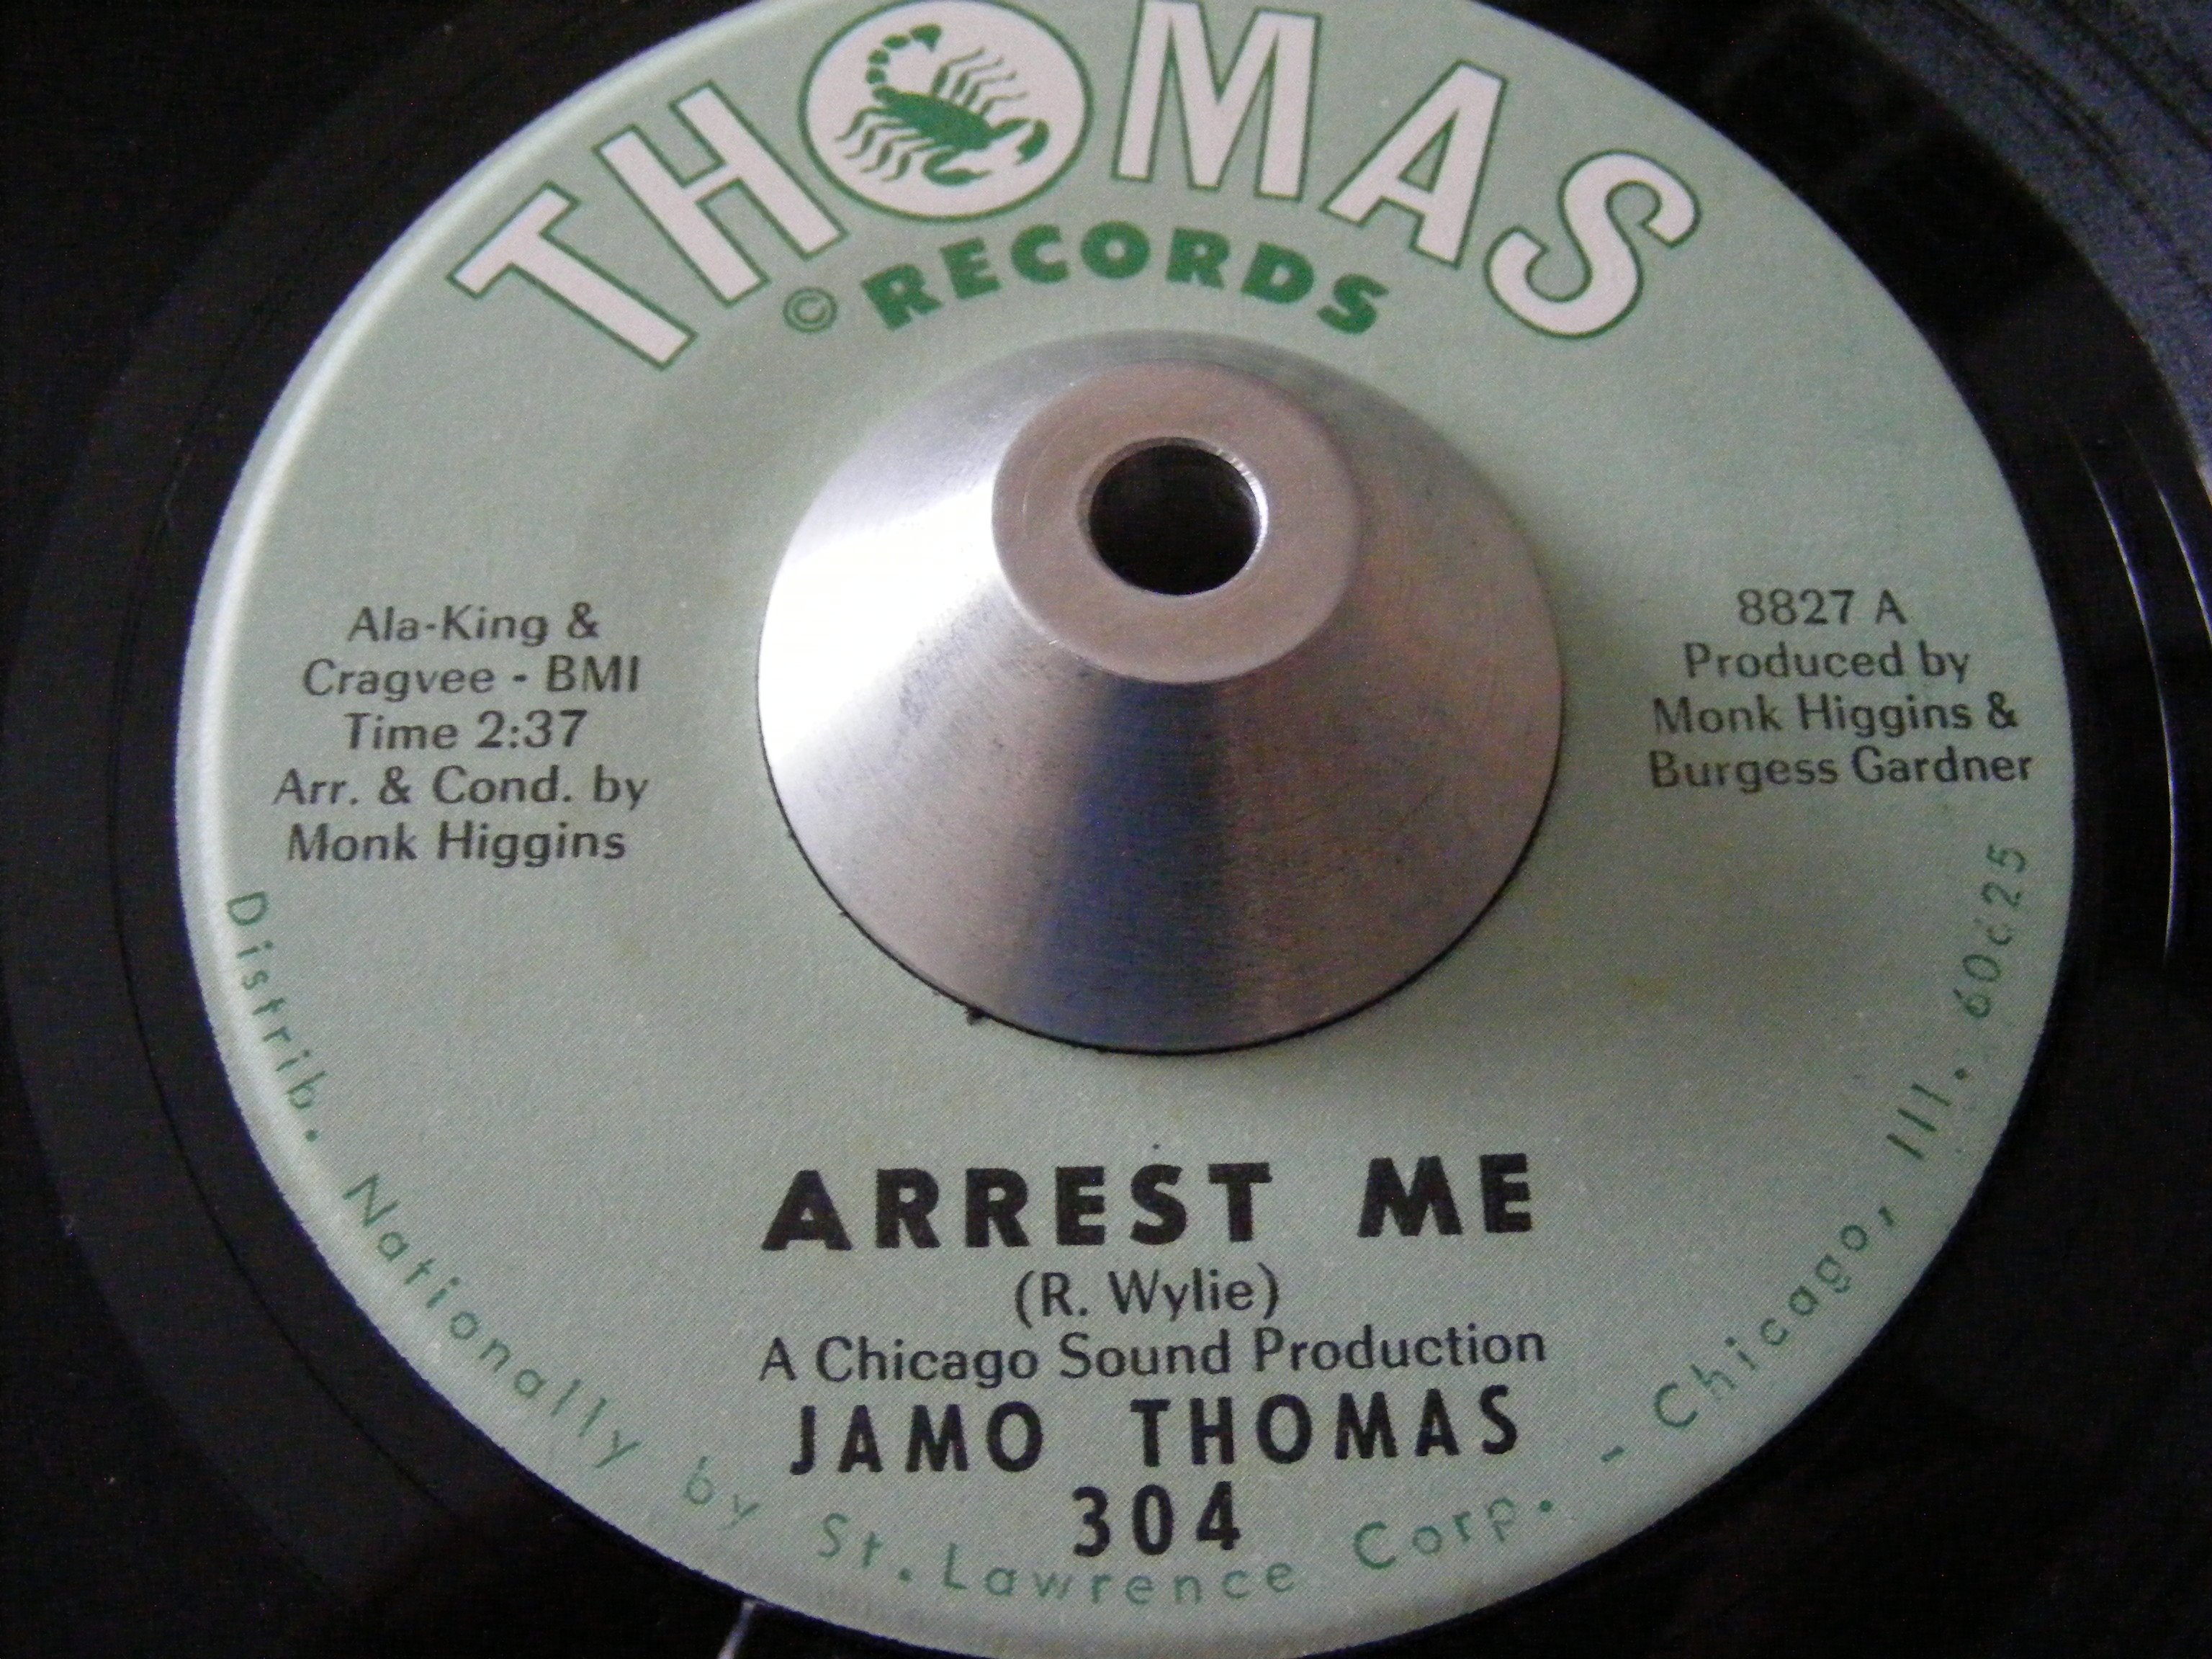 THOMAS
© RECORDS
Ala-King &
Cragvee - BMI
Time 2:37
Arr. & Cond. by
Monk Higgins
8827 A
Produced by
Monk Higgins &
Burgess Gardner
ARREST ME
(R. Wylie)
A Chicago Sound Production
JAMO THOMAS
304
Distrib. Nationally by St. Lawrence Corp. - Chicago, Ill.